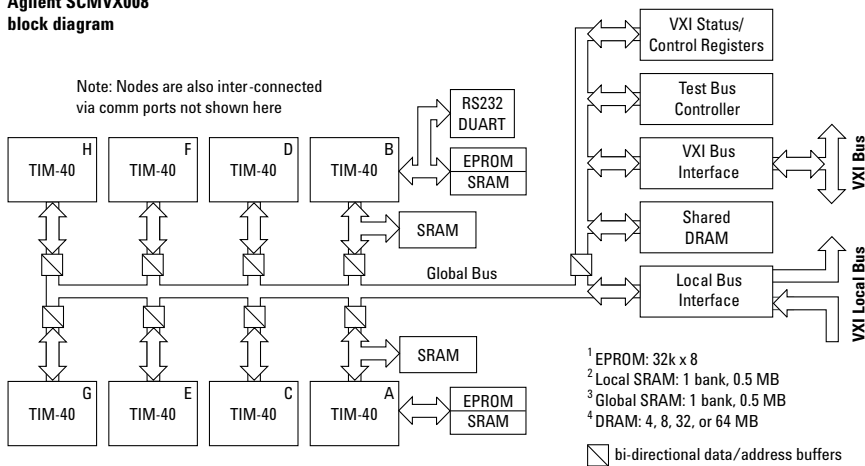 Agilent SCMVX008
block diagram
Note: Nodes are also inter-connected
via comm ports not shown here
H
TIM-40
F
TIM-40
D
TIM-40
B
TIM-40
RS232
DUART
EPROM
SRAM
SRAM
Global Bus
VXI Status/
Control Registers
Test Bus
Controller
VXI Bus
Interface
VXI Bus
Shared
DRAM
Local Bus
Interface
VXI Local Bus
SRAM
G
TIM-40
E
TIM-40
C
TIM-40
A
TIM-40
EPROM
SRAM
1 EPROM: 32k x 8
2 Local SRAM: 1 bank, 0.5 MB
3 Global SRAM: 1 bank, 0.5 MB
4 DRAM: 4, 8, 32, or 64 MB
bi-directional data/address buffers